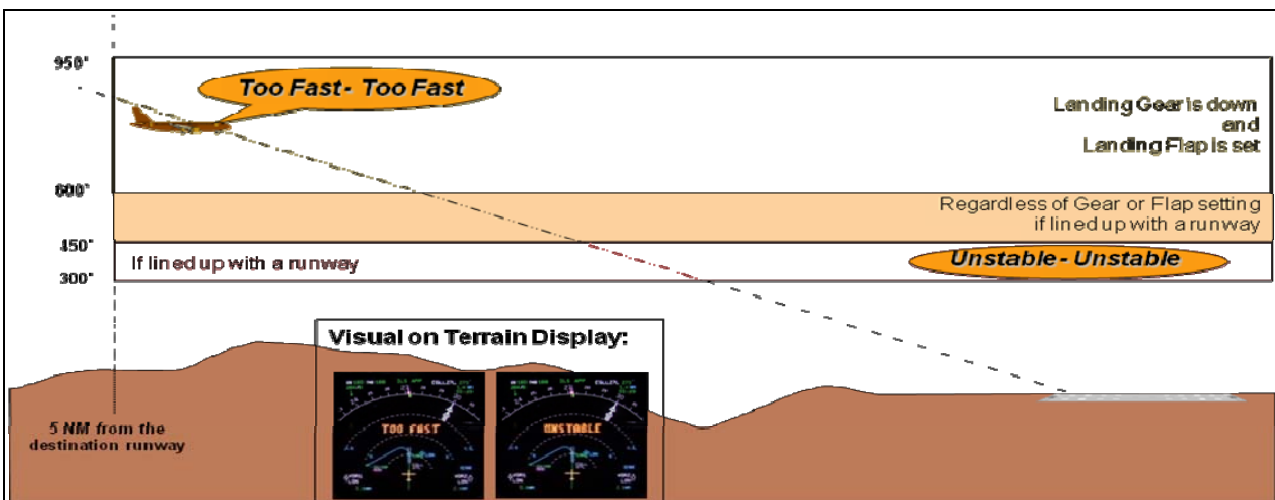 950'
Too Fast - Too Fast
Landing Gear is down
and
Landing Flap is set
600'
Regardless of Gear or Flap setting
if lined up with a runway
450'
If lined up with a runway
Unstable - Unstable
300'
Visual on Terrain Display:
TOO FAST
UNSTABLE
5 NM from the
destination runway